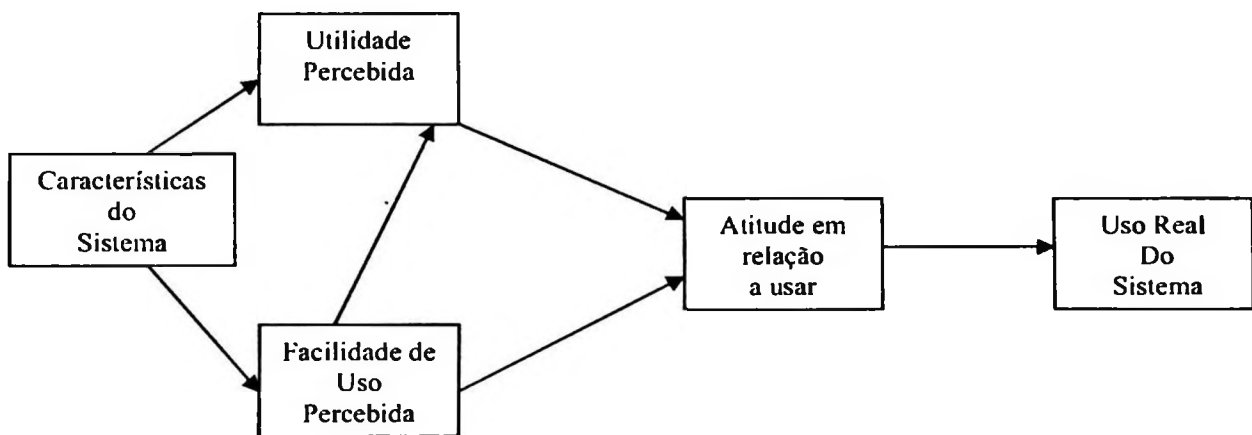 Utilidade
Percebida
Características
do
Sistema
Atitude em
relação
a usar
Uso Real
Do
Sistema
Facilidade de
Uso
Percebida